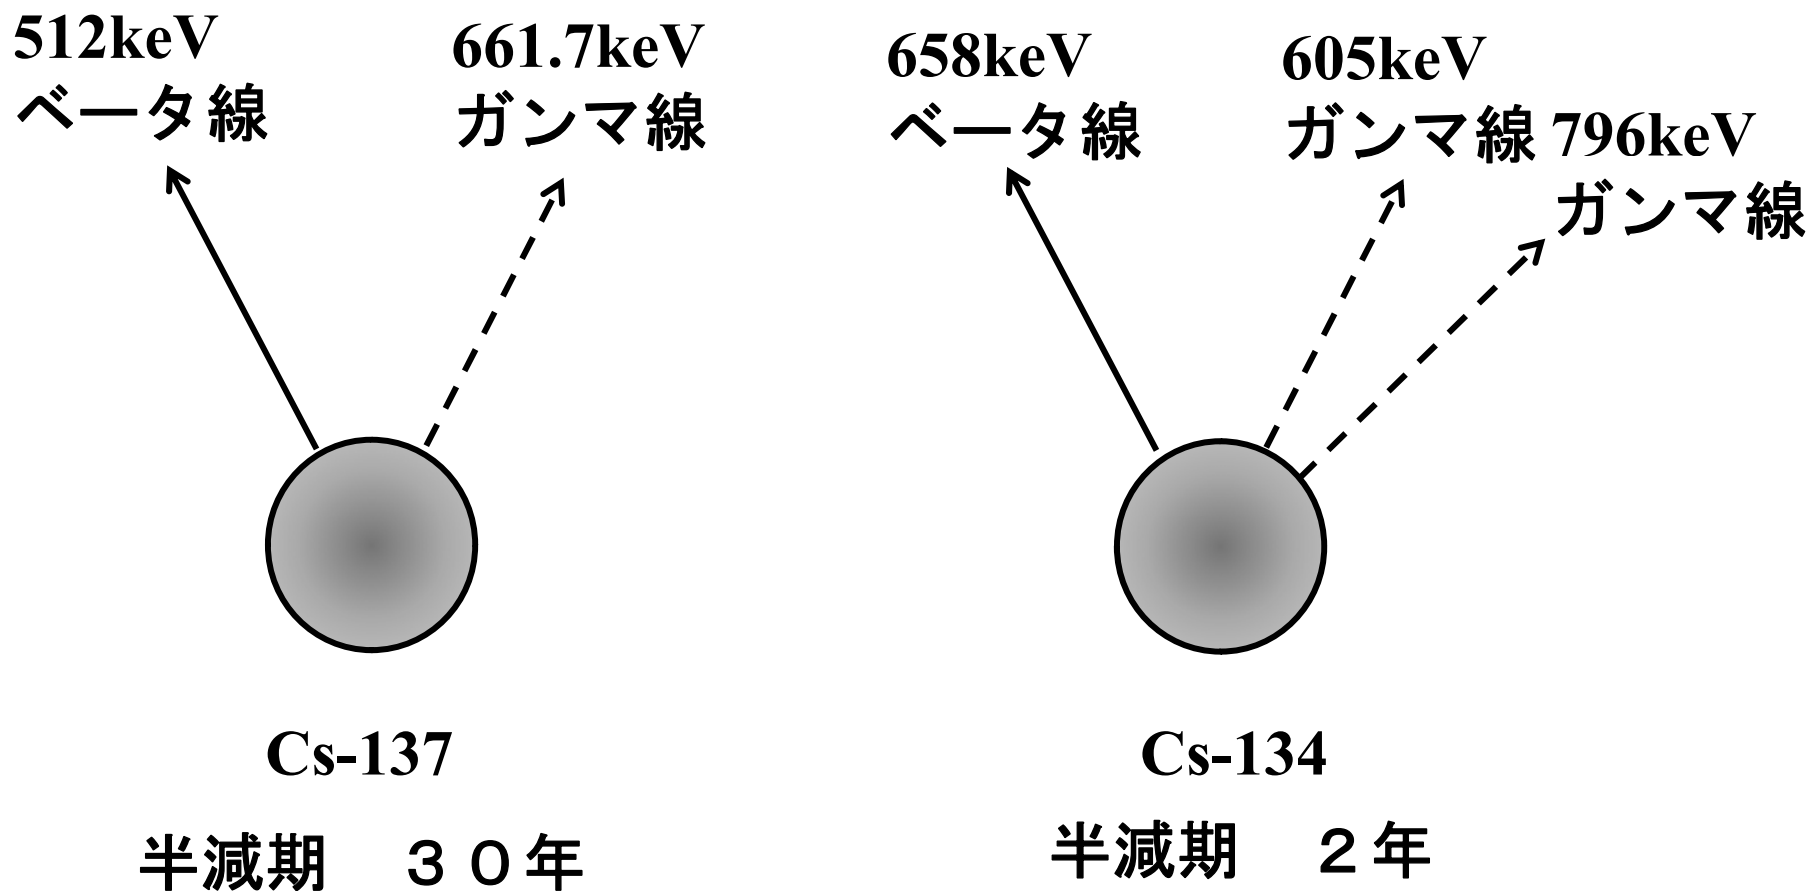 512keV
ベータ線
661.7keV
ガンマ線
Cs-137
半減期　３０年
658keV
ベータ線
605keV
ガンマ線
796keV
ガンマ線
Cs-134
半減期　２年